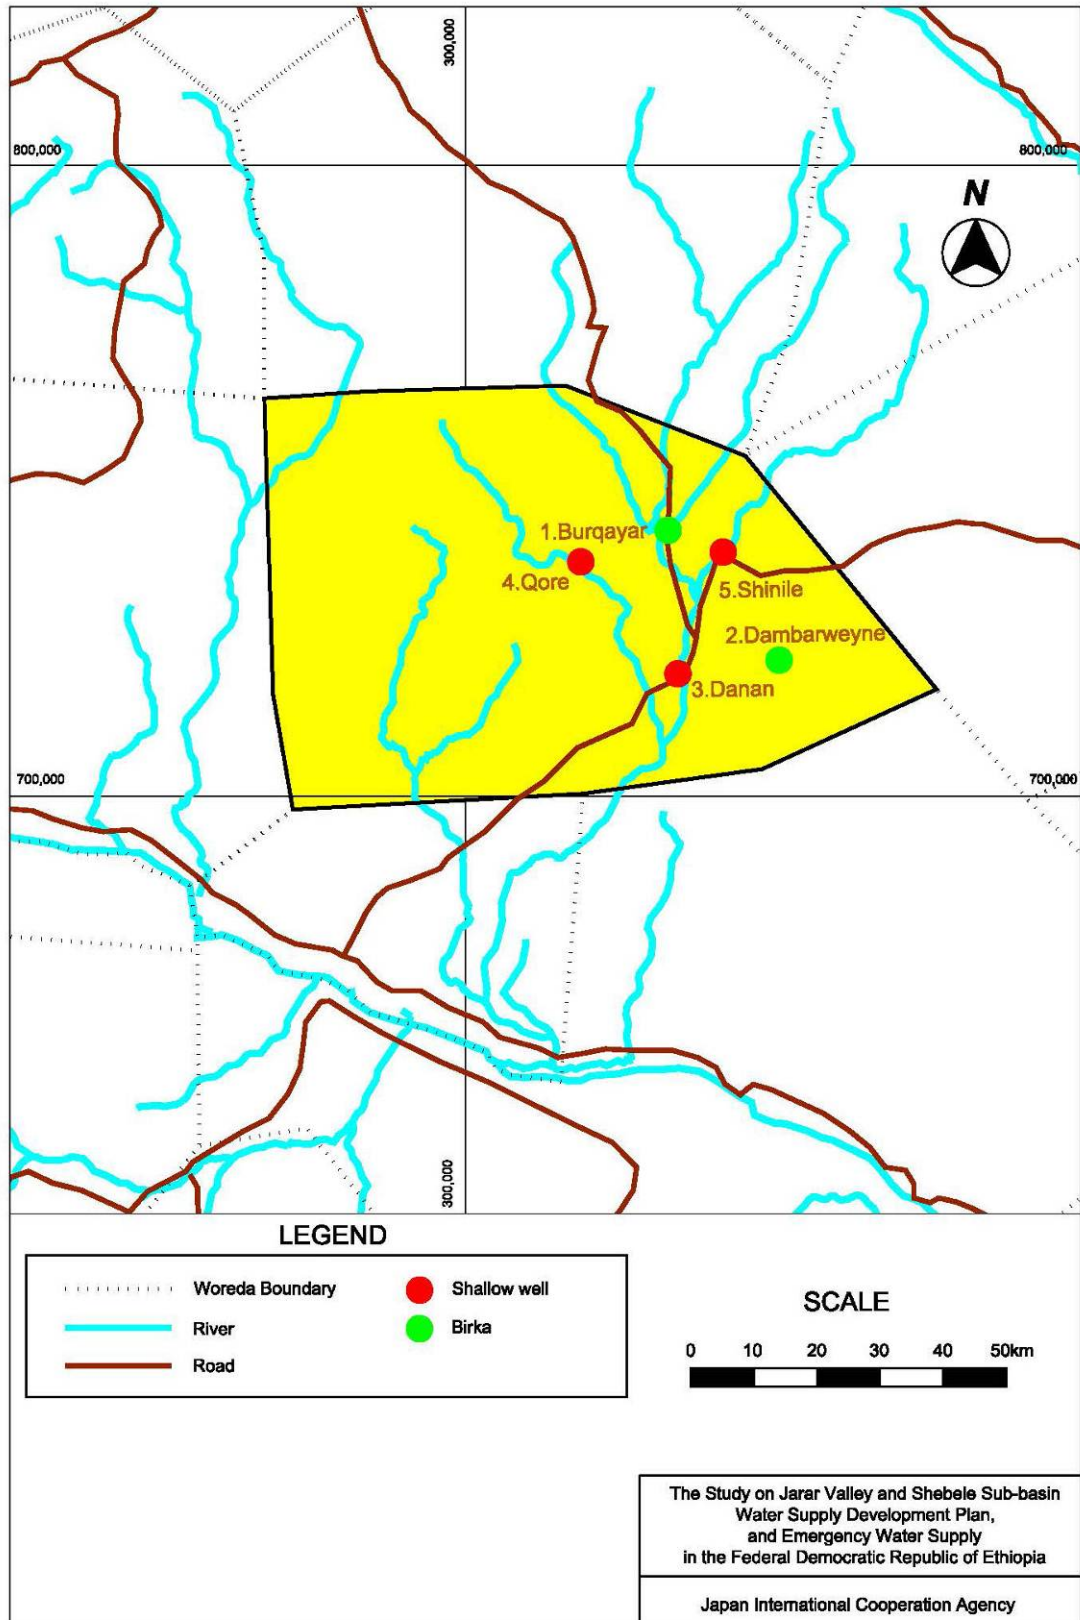 300,000
800,000
800,000
N
1.Burqayar
4.Qore
5.Shinile
2.Dambarweyne
3.Danan
700,000
700,000
300,000
LEGEND
Woreda Boundary
Shallow well
River
Birka
Road
SCALE
0 10 20 30 40 50km
The Study on Jarar Valley and Shebele Sub-basin
Water Supply Development Plan,
and Emergency Water Supply
in the Federal Democratic Republic of Ethiopia
Japan International Cooperation Agency